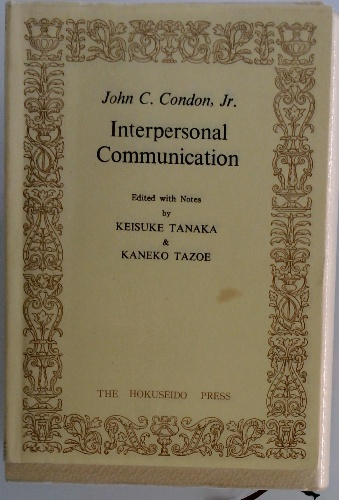 John C. Condon, Jr.
Interpersonal
Communication
Edited with Notes
by
KEISUKE TANAKA
&
KANEKO TAZOE
THE HOKUSEIDO PRESS